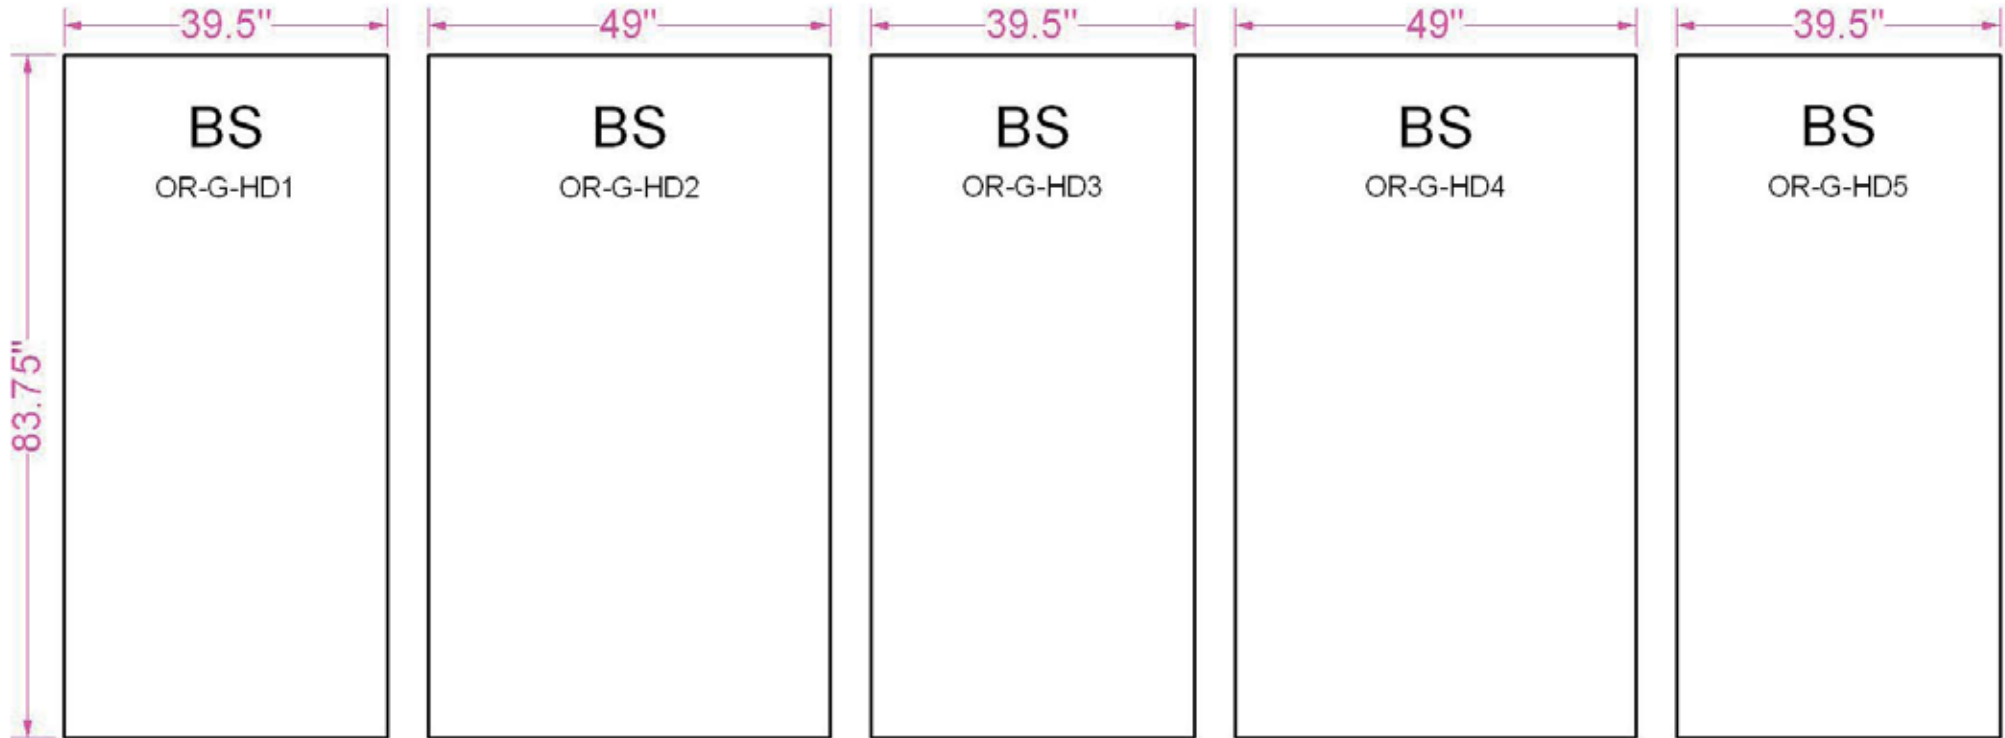 39.5" 49" 39.5" 49" 39.5"
BS BS BS BS BS
OR-G-HD1 OR-G-HD2 OR-G-HD3 OR-G-HD4 OR-G-HD5
83.75"